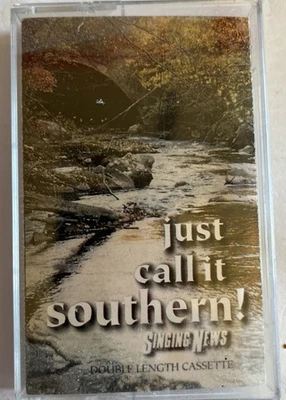 just
call it
southern!
SINGING NEWS
DOUBLE LENGTH CASSETTE